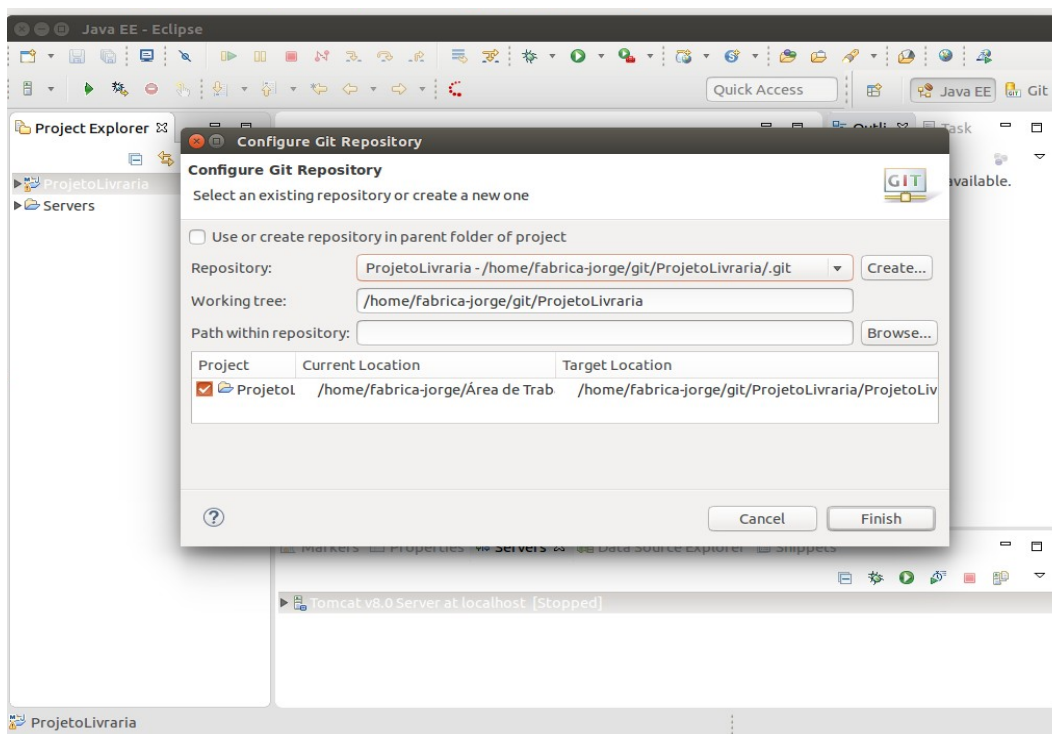 Java EE - Eclipse
Quick Access
Java EE
Git
Project Explorer
Task
ProjetoLivraria
Servers
available.
Configure Git Repository
Configure Git Repository
Select an existing repository or create a new one
GIT
Use or create repository in parent folder of project
Repository: ProjetoLivraria - /home/fabrica-jorge/git/ProjetoLivraria/.git Create...
Working tree: /home/fabrica-jorge/git/ProjetoLivraria
Path within repository: Browse...
Project Current Location Target Location
ProjetoL /home/fabrica-jorge/Área de Trab /home/fabrica-jorge/git/ProjetoLivraria/ProjetoLiv
Cancel Finish
Markers Properties Servers Data Source Explorer Snippets
Tomcat v8.0 Server at localhost [Stopped]
ProjetoLivraria